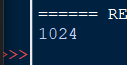 ====== RE
1024
>>>